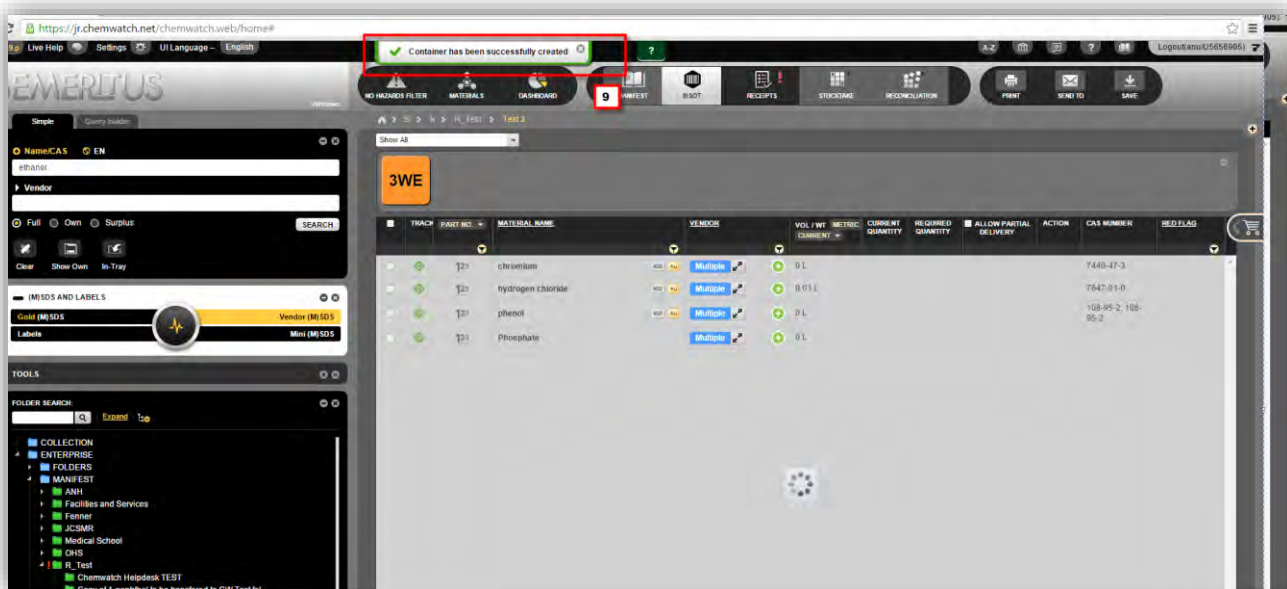 https://jr.chemwatch.net/chemwatch.web/home#
Live Help Settings UI Language – English
Container has been successfully created
?
A-Z ?
EMERITUS
NO HAZARDS FILTER MATERIALS DASHBOARD 9 MANIFEST RECEIPTS STOCKTAKE RECONCILIATION PRINT SEND TO SAVE
Simple Query Builder
R_Test > Test 2
Show All
Name/CAS EN
ethanol
3WE
Vendor
Full Own Surplus SEARCH
Clear Show Own In-Tray
TRACK PART NO. MATERIAL NAME VENDOR VOL / WT METRIC CURRENT REQUIRED ALLOW PARTIAL ACTION CAS NUMBER RED FLAG
CURRENT QUANTITY QUANTITY DELIVERY
chromium Multiple 0 L 7440-47-3
hydrogen chloride Multiple 0.01 L 7647-01-0
phenol Multiple 0 L 108-95-2, 108-
95-2
Phosphate Multiple 0 L
(M)SDS AND LABELS
Gold (M)SDS Vendor (M)SDS
Labels Mini (M)SDS
TOOLS
FOLDER SEARCH:
Expand
COLLECTION
ENTERPRISE
FOLDERS
MANIFEST
ANH
Facilities and Services
Fenner
JCSMR
Medical School
OHS
R_Test
Chemwatch Helpdesk TEST